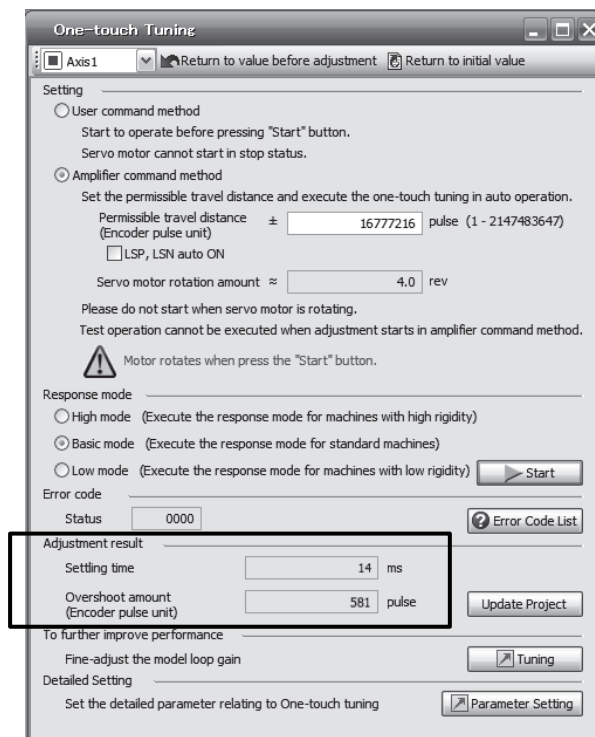 One-touch Tuning
Axis1 Return to value before adjustment Return to initial value
Setting
User command method
Start to operate before pressing "Start" button.
Servo motor cannot start in stop status.
Amplifier command method
Set the permissible travel distance and execute the one-touch tuning in auto operation.
Permissible travel distance
(Encoder pulse unit) ± 16777216 pulse (1 - 2147483647)
LSP, LSN auto ON
Servo motor rotation amount ≈ 4.0 rev
Please do not start when servo motor is rotating.
Test operation cannot be executed when adjustment starts in amplifier command method.
Motor rotates when press the "Start" button.
Response mode
High mode (Execute the response mode for machines with high rigidity)
Basic mode (Execute the response mode for standard machines)
Low mode (Execute the response mode for machines with low rigidity) Start
Error code
Status 0000 Error Code List
Adjustment result
Settling time 14 ms
Overshoot amount
(Encoder pulse unit) 581 pulse Update Project
To further improve performance
Fine-adjust the model loop gain Tuning
Detailed Setting
Set the detailed parameter relating to One-touch tuning Parameter Setting